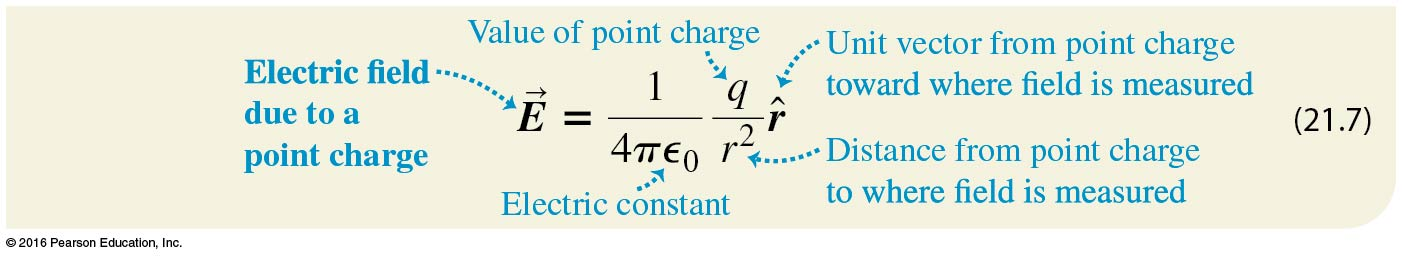 Value of point charge
Unit vector from point charge
toward where field is measured
Electric field
due to a
point charge
E⃗ = 1/4πϵ₀ q/r² r̂
(21.7)
Distance from point charge
to where field is measured
Electric constant
© 2016 Pearson Education, Inc.